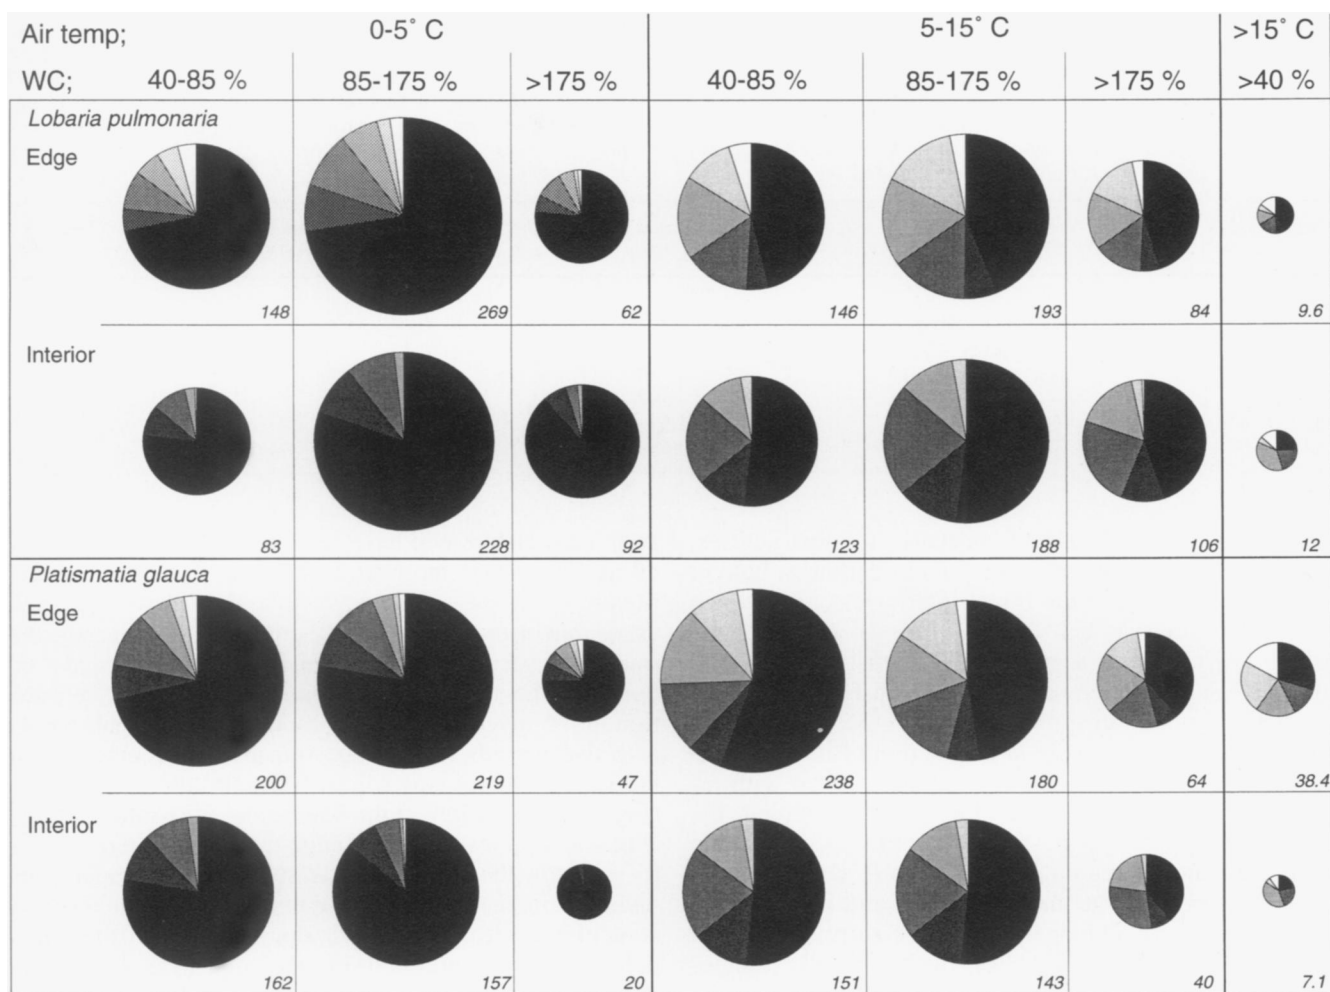 Air temp; 0-5° C 5-15° C >15° C
WC; 40-85 % 85-175 % >175 % 40-85 % 85-175 % >175 % >40 %
Lobaria pulmonaria
Edge
148 269 62 146 193 84 9.6
Interior
83 228 92 123 188 106 12
Platismatia glauca
Edge
200 219 47 238 180 64 38.4
Interior
162 157 20 151 143 40 7.1